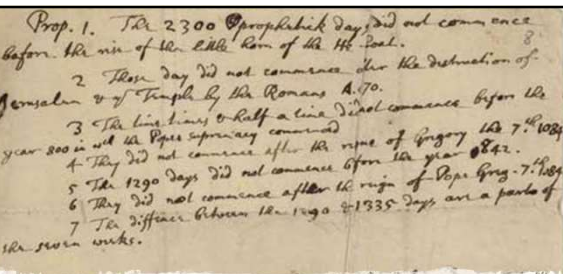 Prop. 1. The 2300 prophetick days did not commence
before the rise of the little horn of the He Goat.
8
2 Those day did not commence after the destruction of
Jerusalem & ye Temple by the Romans A. 70.
3 The time times & half a time did not commence before the
year 800 in wch the Popes supremacy commenced
4 They did not commence after the reigne of Gregory the 7th. 1084
5 The 1290 days did not commence before the year 842.
6 They did not commence after the reign of Pope Greg. 7th. 1084
7 The diffence between the 1290 & 1335 days are a parts of
the seven weeks.